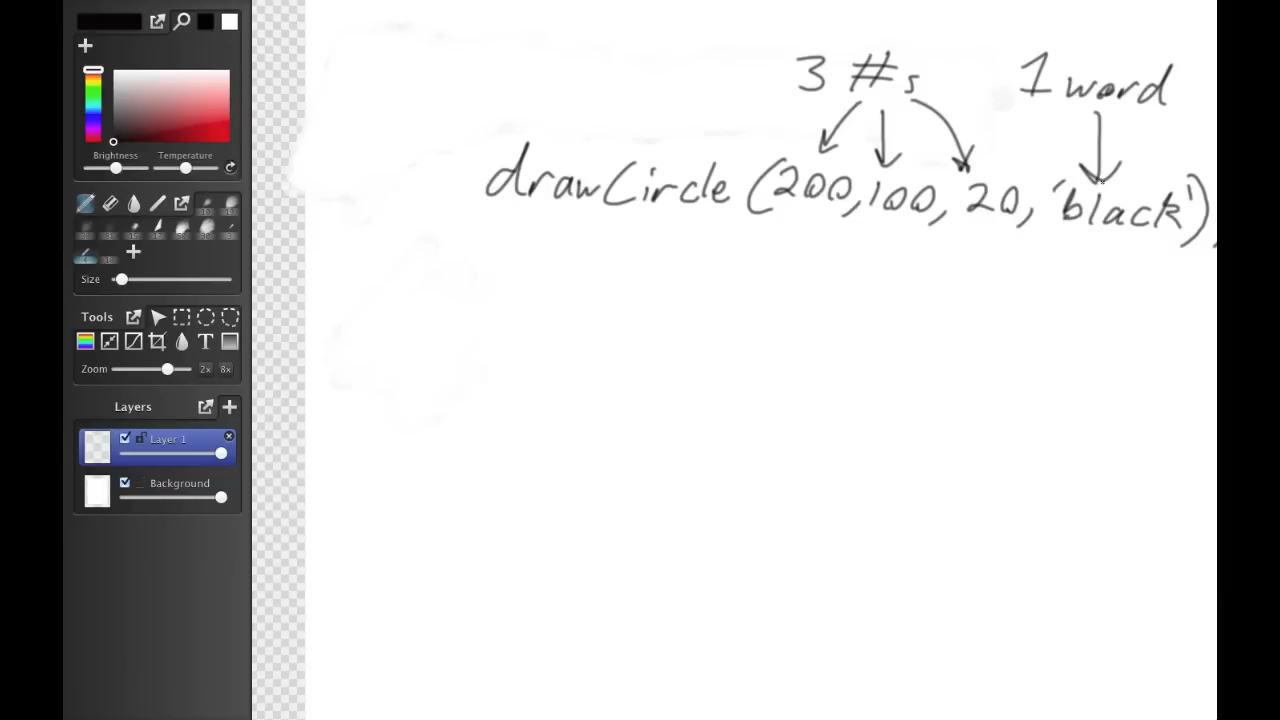 3 #s 1 word
drawCircle (200,100, 20, 'black');
Brightness Temperature
Size
Tools
Zoom 2x 8x
Layers
Layer 1
Background